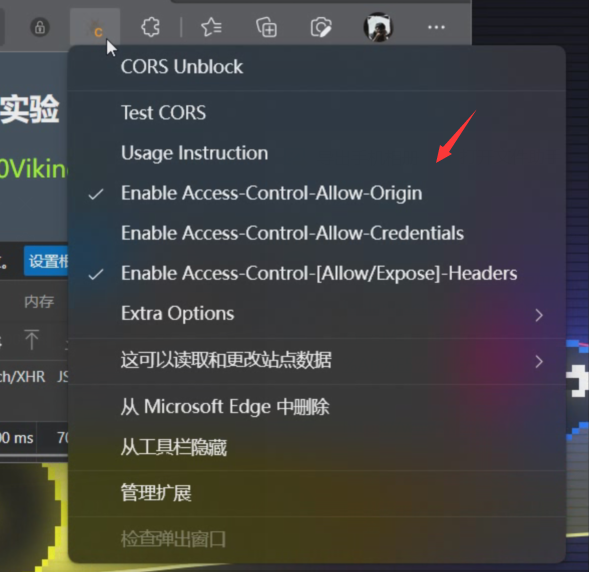 C
CORS Unblock
实验
Test CORS
0Viking
Usage Instruction
Enable Access-Control-Allow-Origin
Enable Access-Control-Allow-Credentials
设置
Enable Access-Control-[Allow/Expose]-Headers
内存
Extra Options
这可以读取和更改站点数据
ch/XHR JS
从 Microsoft Edge 中删除
00 ms 70
从工具栏隐藏
管理扩展
检查弹出窗口